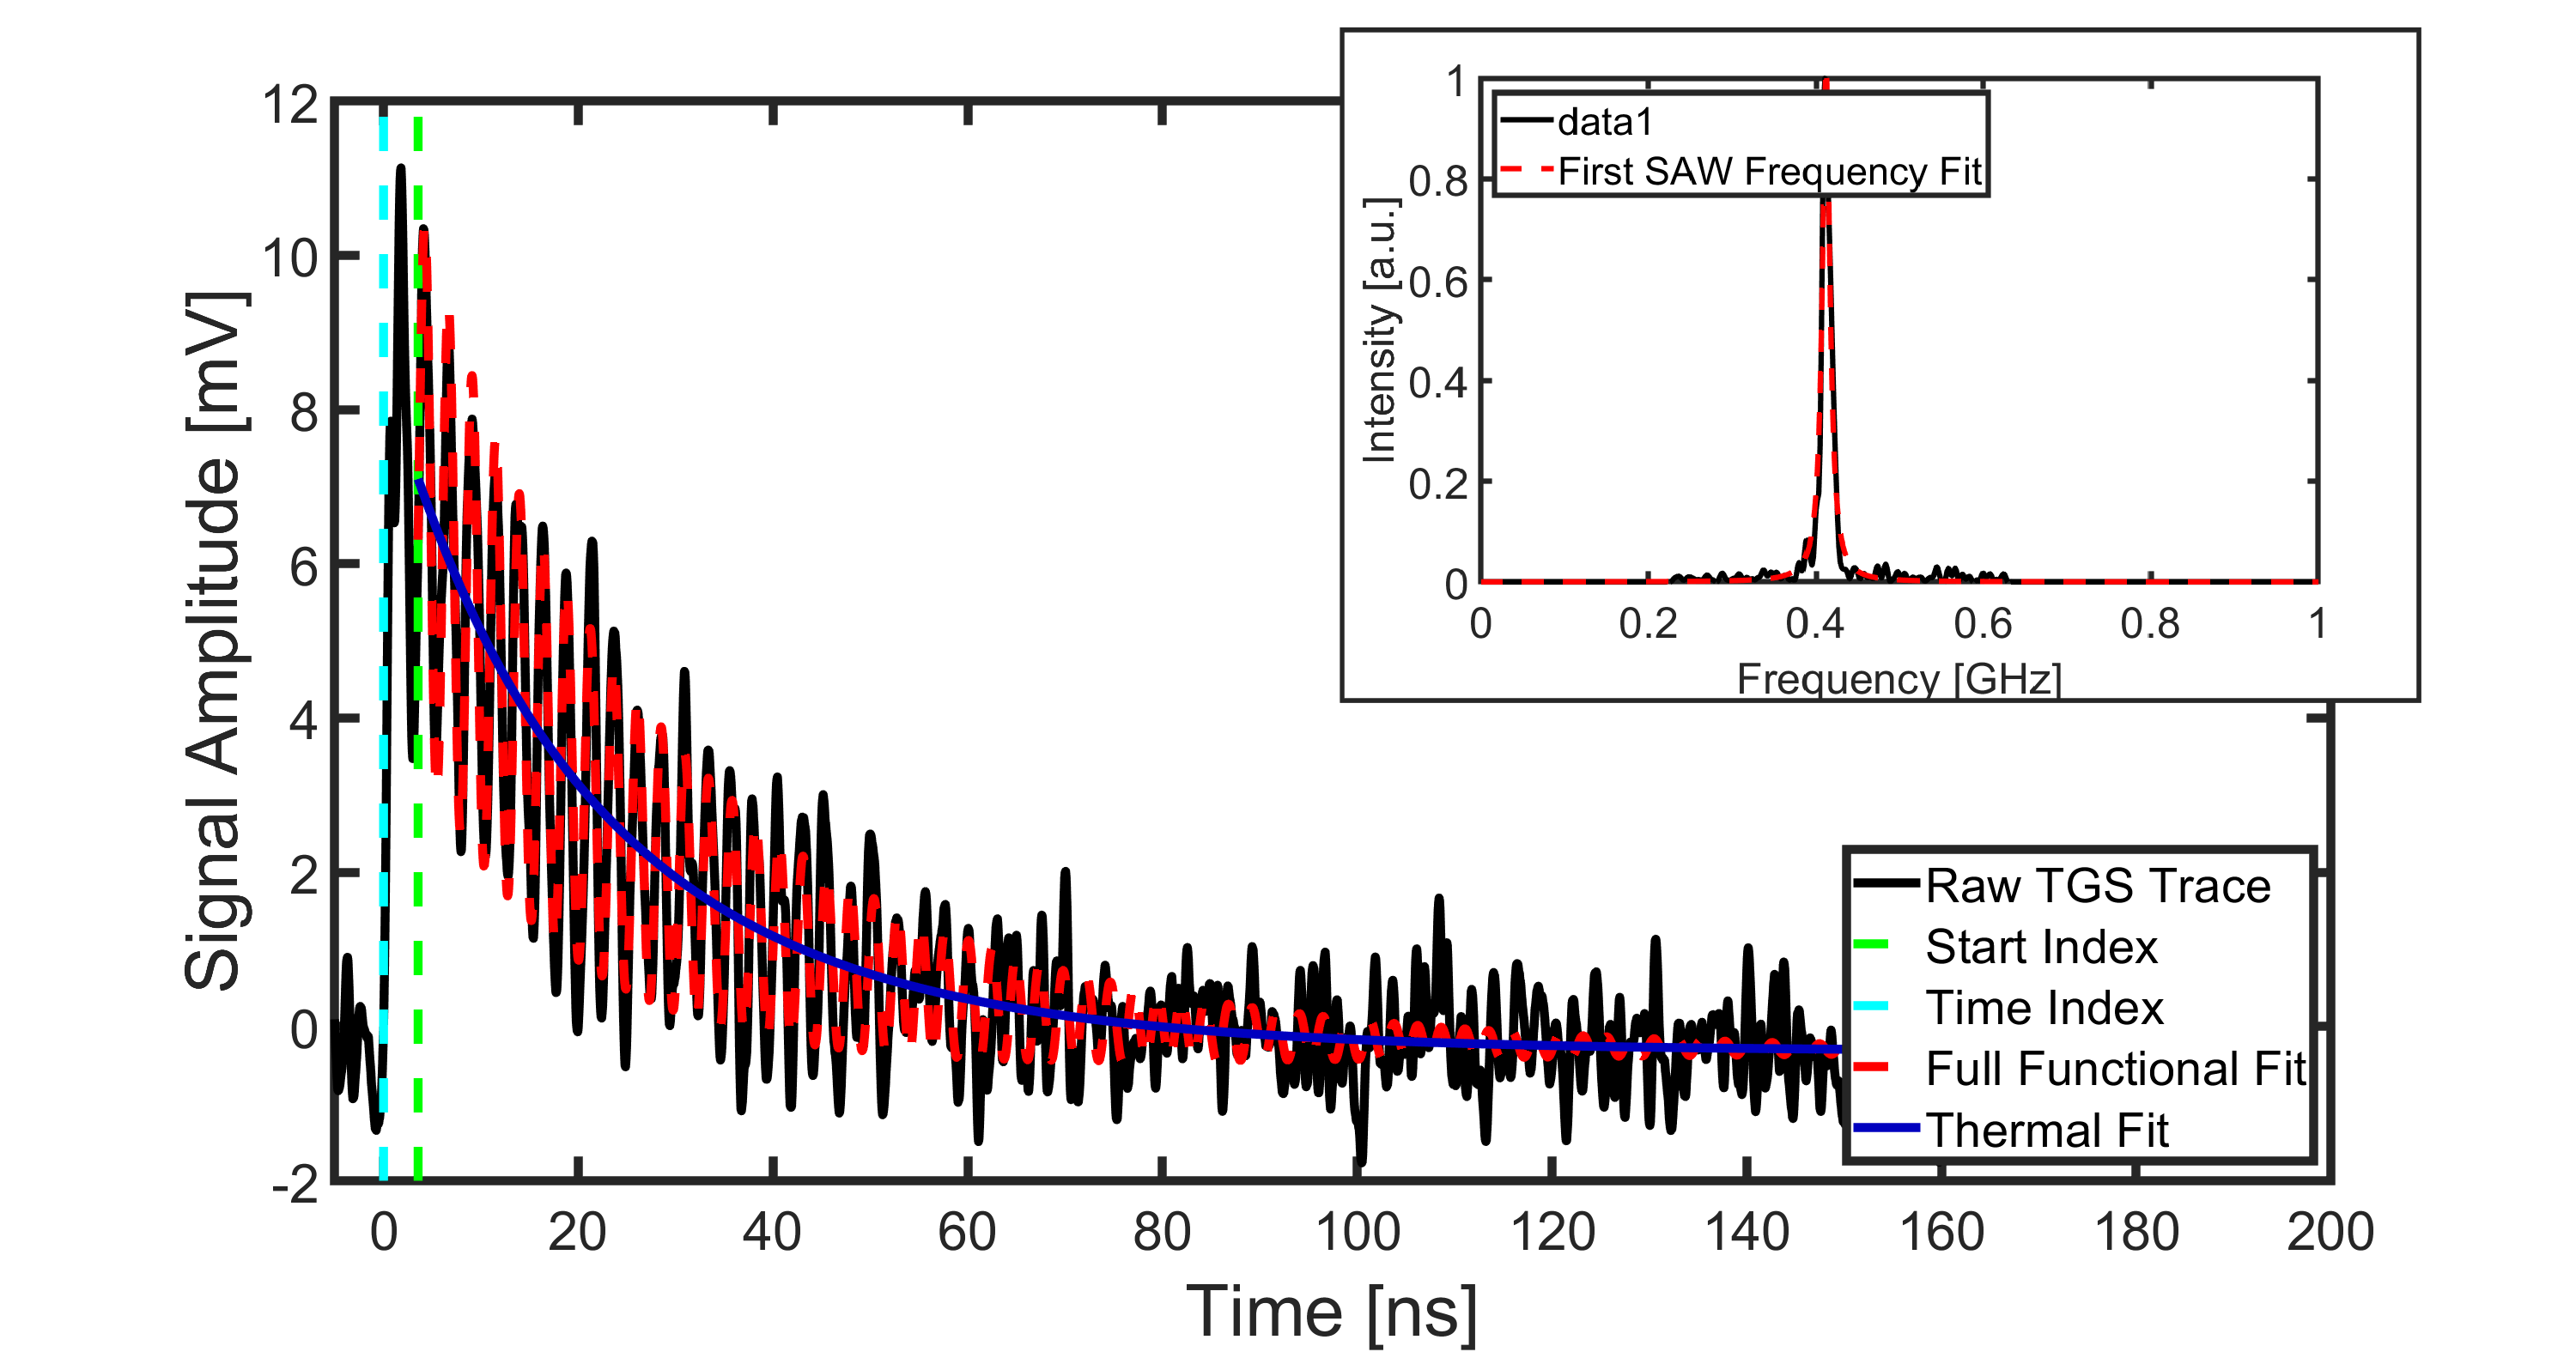 12
10
8
6
4
2
0
-2
Signal Amplitude [mV]
0
20
40
60
80
100
120
140
160
180
200
Time [ns]
1
0.8
0.6
0.4
0.2
0
Intensity [a.u.]
data1
First SAW Frequency Fit
0
0.2
0.4
0.6
0.8
1
Frequency [GHz]
Raw TGS Trace
Start Index
Time Index
Full Functional Fit
Thermal Fit